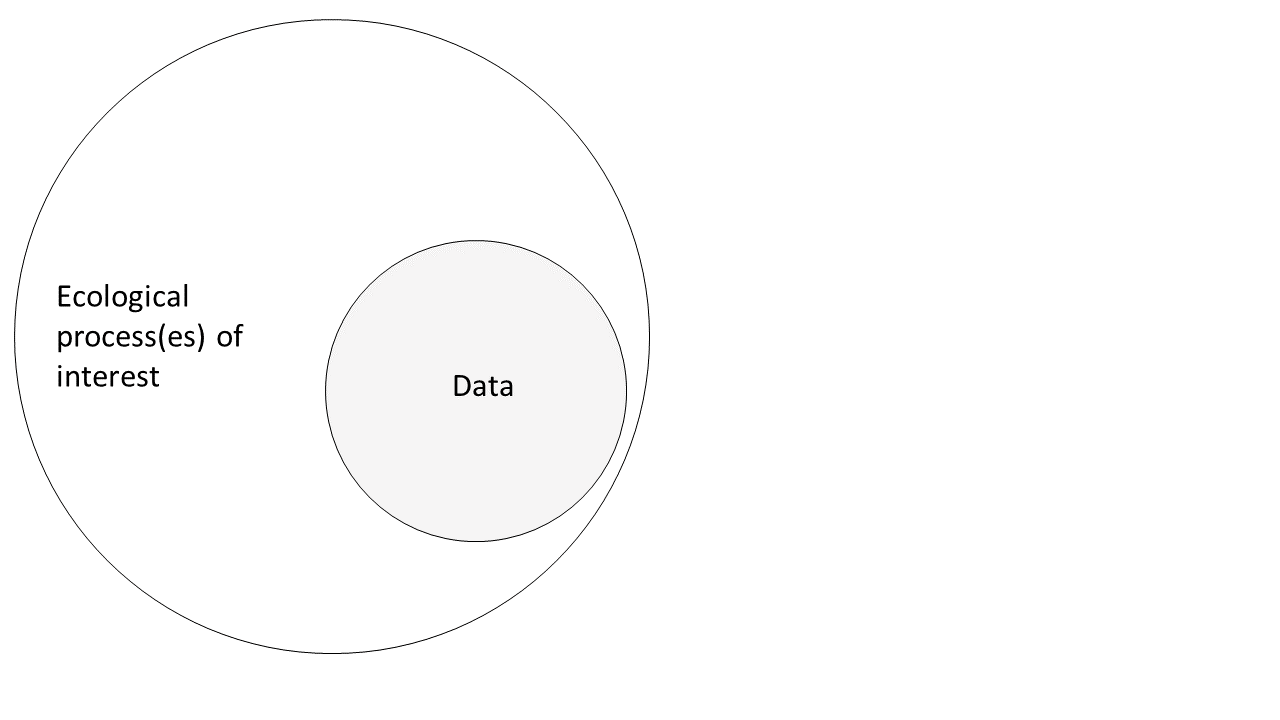 Ecological
process(es) of
interest
Data